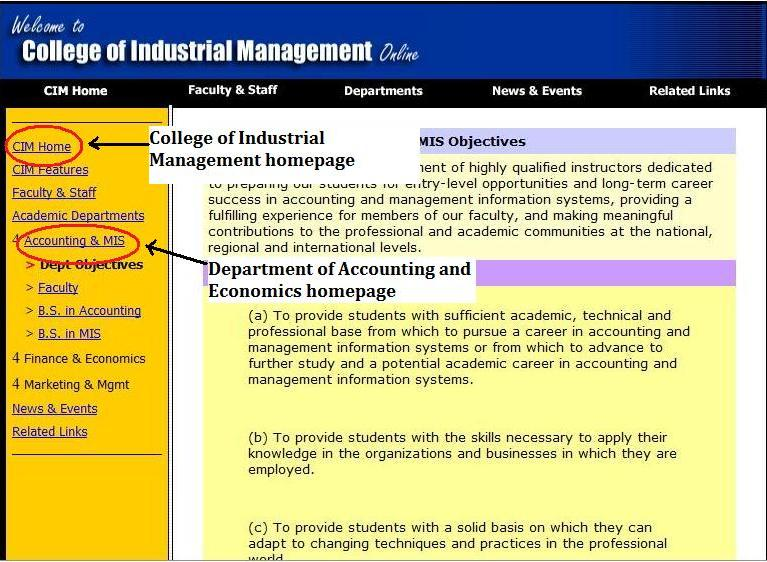 Welcome to
College of Industrial Management Online
CIM Home
Faculty & Staff
Departments
News & Events
Related Links
CIM Home
CIM Features
Faculty & Staff
Academic Departments
4 Accounting & MIS
> Dept Objectives
> Faculty
> B.S. in Accounting
> B.S. in MIS
4 Finance & Economics
4 Marketing & Mgmt
News & Events
Related Links
College of Industrial
Management homepage
Department of Accounting and
Economics homepage
MIS Objectives
ment of highly qualified instructors dedicated
to preparing our students for entry-level opportunities and long-term career
success in accounting and management information systems, providing a
fulfilling experience for members of our faculty, and making meaningful
contributions to the professional and academic communities at the national,
regional and international levels.
(a) To provide students with sufficient academic, technical and
professional base from which to pursue a career in accounting and
management information systems or from which to advance to
further study and a potential academic career in accounting and
management information systems.
(b) To provide students with the skills necessary to apply their
knowledge in the organizations and businesses in which they are
employed.
(c) To provide students with a solid basis on which they can
adapt to changing techniques and practices in the professional
world